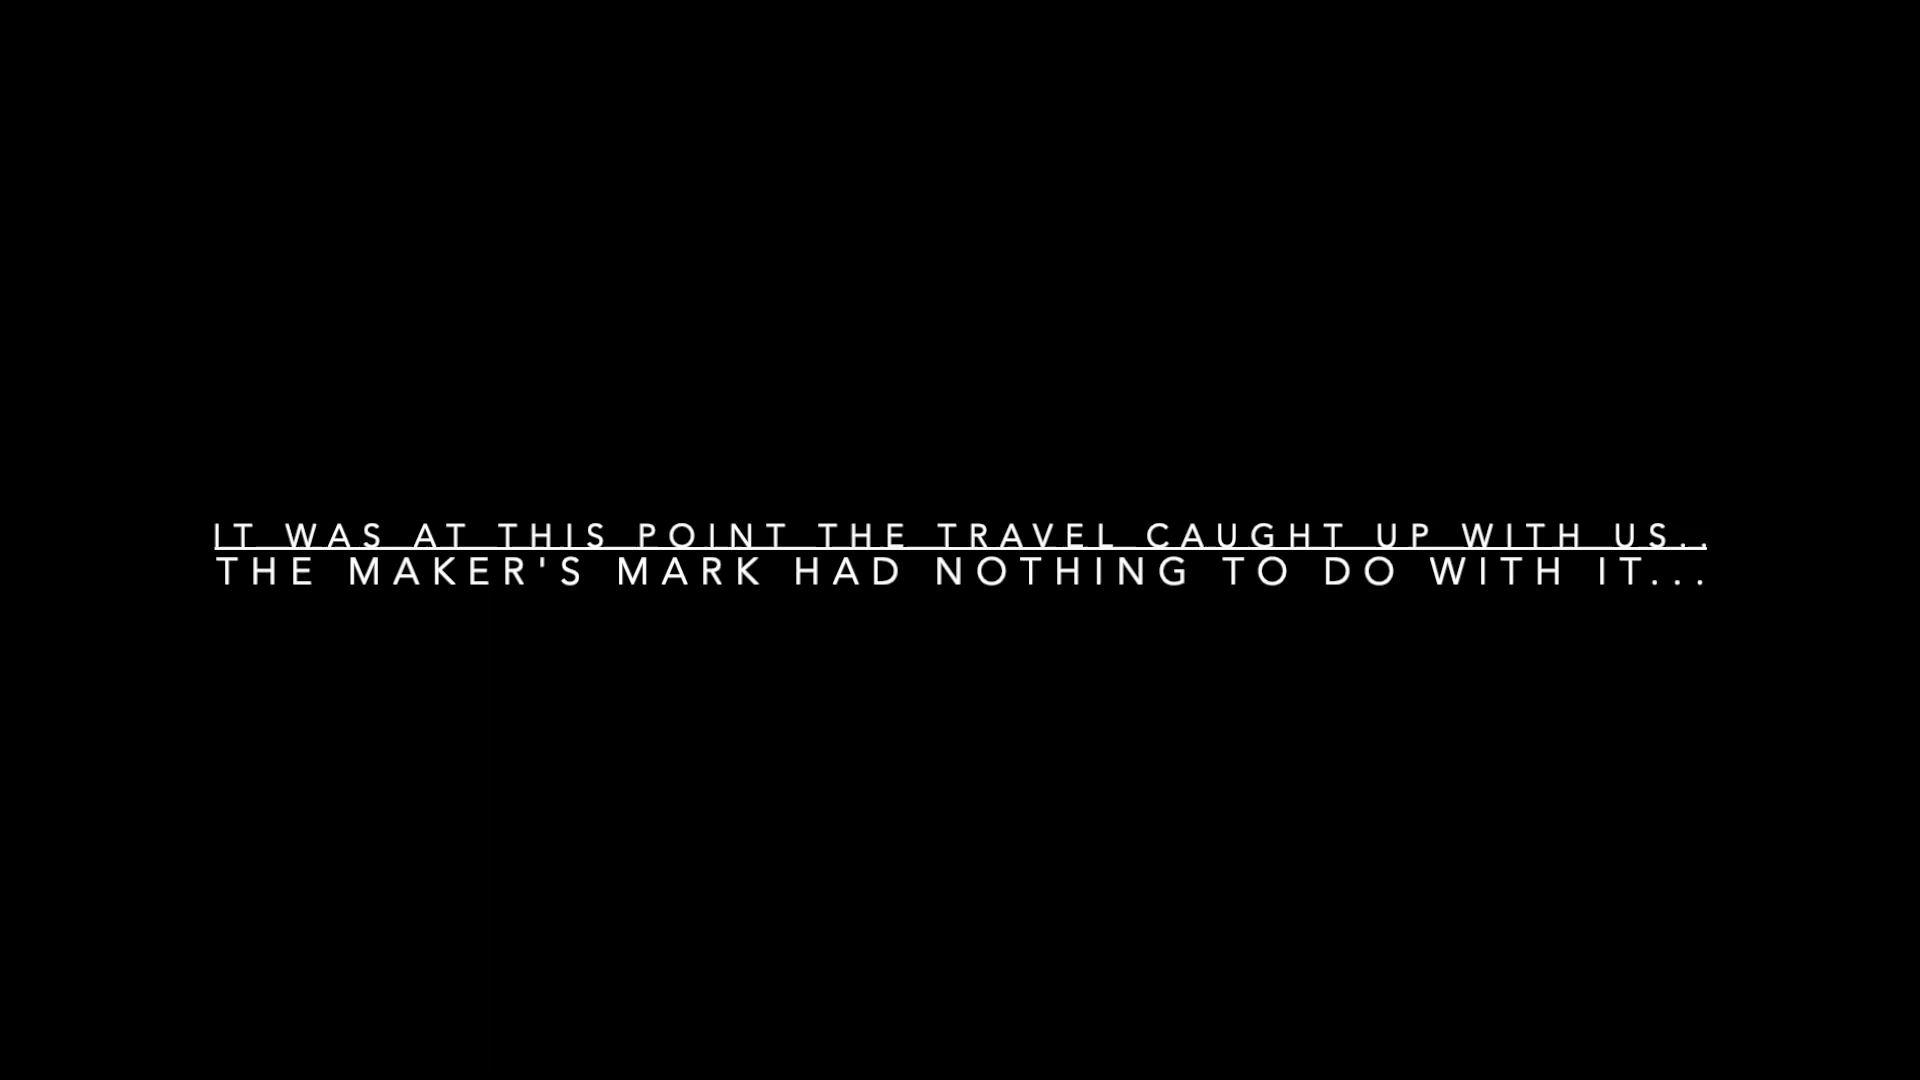 IT WAS AT THIS POINT THE TRAVEL CAUGHT UP WITH US..
THE MAKER'S MARK HAD NOTHING TO DO WITH IT...